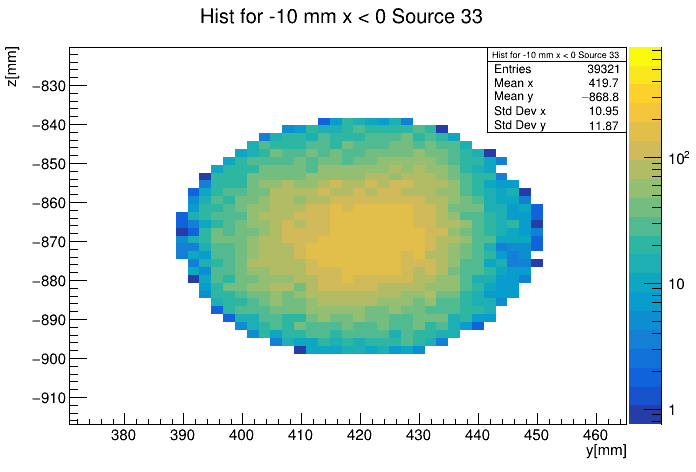 Hist for -10 mm x < 0 Source 33
z[mm]
Hist for -10 mm x < 0 Source 33
Entries 39321
Mean x 419.7
Mean y −868.8
Std Dev x 10.95
Std Dev y 11.87
−830
−840
−850
−860
−870
−880
−890
−900
−910
10²
10
1
380 390 400 410 420 430 440 450 460
y[mm]